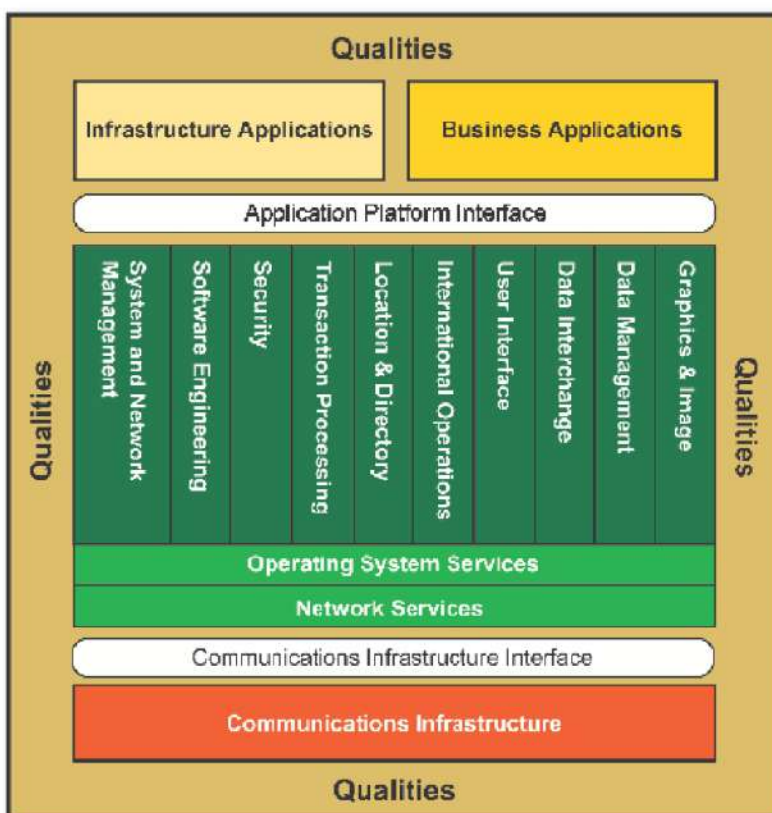 Qualities
Infrastructure Applications
Business Applications
Application Platform Interface
System and Network
Management
Software Engineering
Security
Transaction Processing
Location & Directory
International Operations
User Interface
Data Interchange
Data Management
Graphics & Image
Qualities
Qualities
Operating System Services
Network Services
Communications Infrastructure Interface
Communications Infrastructure
Qualities